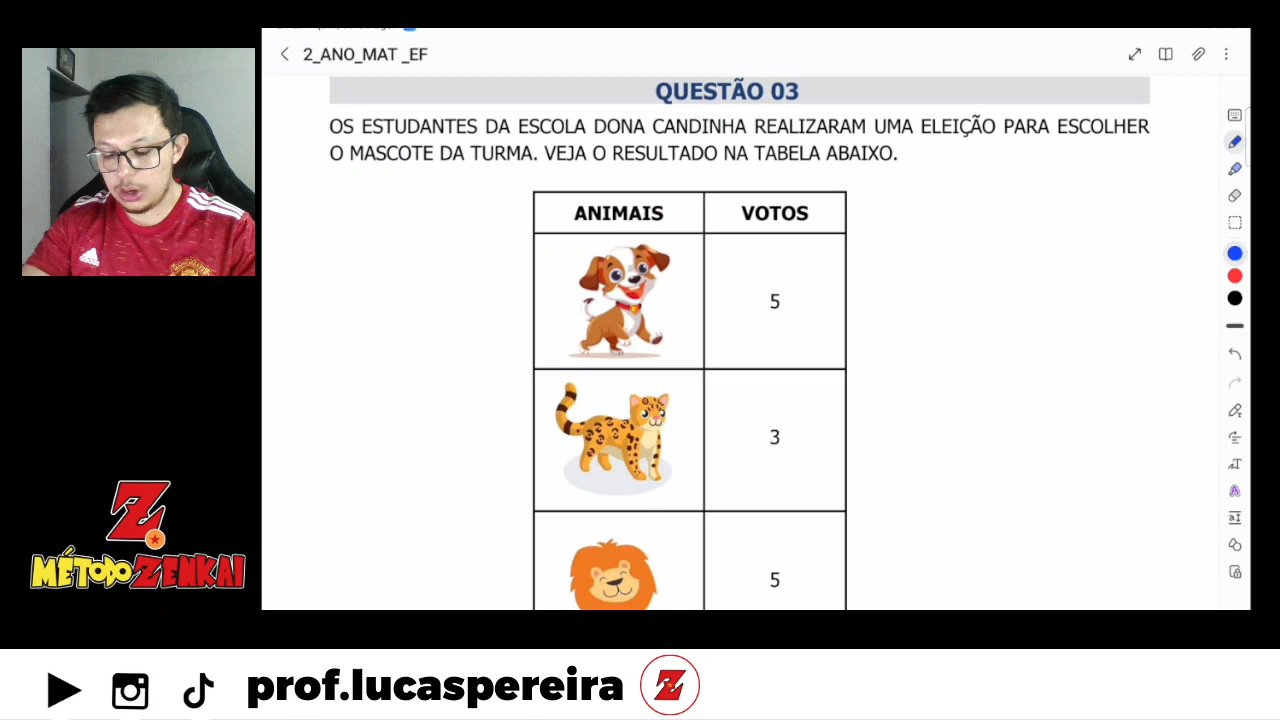 2_ANO_MAT _EF
QUESTÃO 03
OS ESTUDANTES DA ESCOLA DONA CANDINHA REALIZARAM UMA ELEIÇÃO PARA ESCOLHER
O MASCOTE DA TURMA. VEJA O RESULTADO NA TABELA ABAIXO.
ANIMAIS VOTOS
5
3
5
Z
MÉTODO ZENKAI
prof.lucaspereira Z